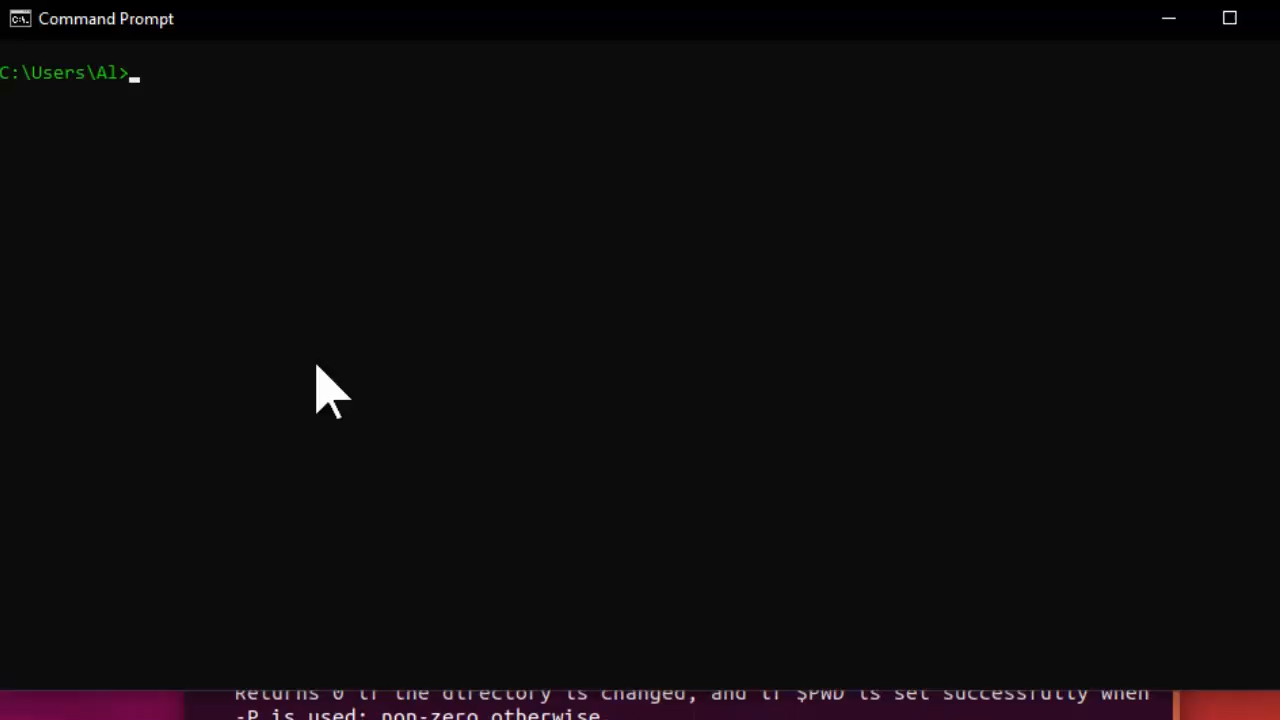 Command Prompt
C:\Users\Al>
Returns 0 if the directory is changed, and if $PWD is set successfully when
-P is used; non-zero otherwise.